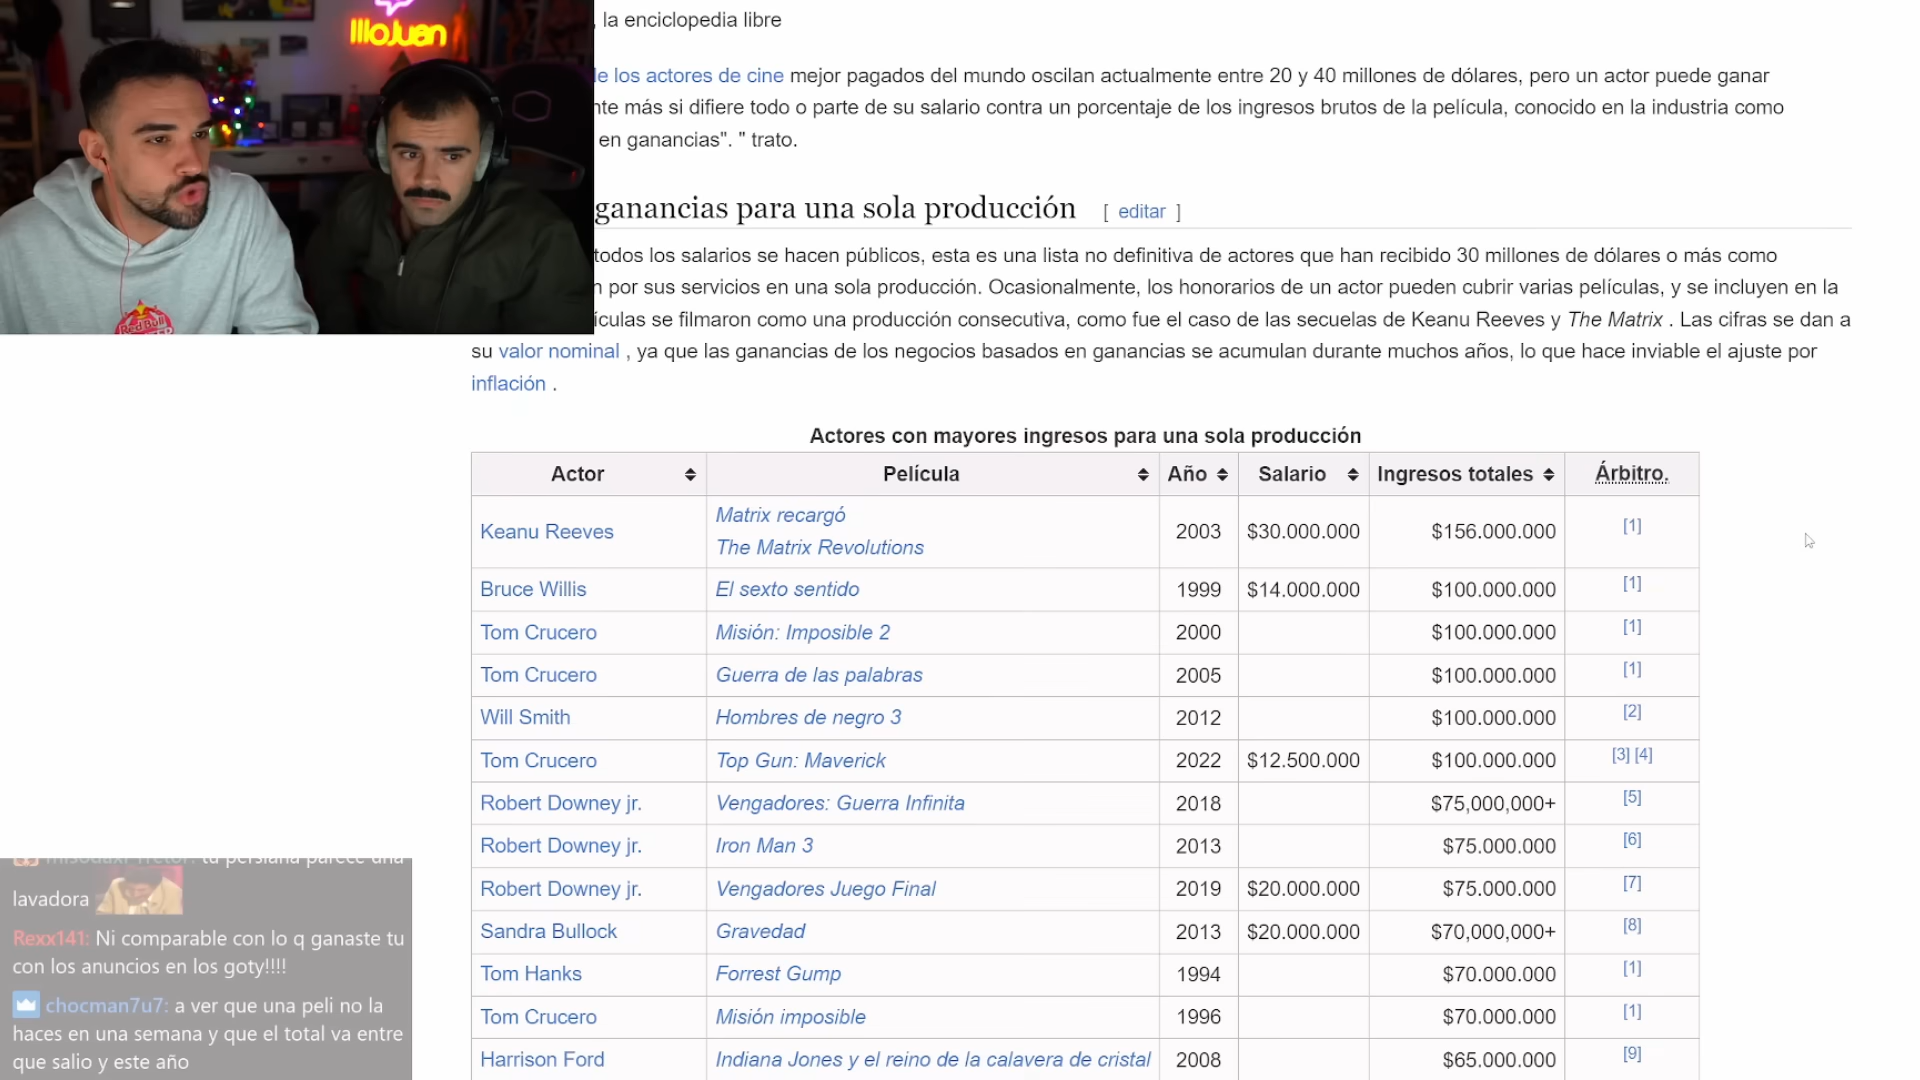 IlloJuan
Red Bull
, la enciclopedia libre
de los actores de cine mejor pagados del mundo oscilan actualmente entre 20 y 40 millones de dólares, pero un actor puede ganar
nte más si difiere todo o parte de su salario contra un porcentaje de los ingresos brutos de la película, conocido en la industria como
en ganancias". " trato.
ganancias para una sola producción [ editar ]
todos los salarios se hacen públicos, esta es una lista no definitiva de actores que han recibido 30 millones de dólares o más como
n por sus servicios en una sola producción. Ocasionalmente, los honorarios de un actor pueden cubrir varias películas, y se incluyen en la
ículas se filmaron como una producción consecutiva, como fue el caso de las secuelas de Keanu Reeves y The Matrix . Las cifras se dan a
su valor nominal , ya que las ganancias de los negocios basados en ganancias se acumulan durante muchos años, lo que hace inviable el ajuste por
inflación .
Actores con mayores ingresos para una sola producción
Actor Película Año Salario Ingresos totales Árbitro.
Keanu Reeves Matrix recargó
The Matrix Revolutions 2003 $30.000.000 $156.000.000 [1]
Bruce Willis El sexto sentido 1999 $14.000.000 $100.000.000 [1]
Tom Crucero Misión: Imposible 2 2000 $100.000.000 [1]
Tom Crucero Guerra de las palabras 2005 $100.000.000 [1]
Will Smith Hombres de negro 3 2012 $100.000.000 [2]
Tom Crucero Top Gun: Maverick 2022 $12.500.000 $100.000.000 [3] [4]
Robert Downey jr. Vengadores: Guerra Infinita 2018 $75,000,000+ [5]
Robert Downey jr. Iron Man 3 2013 $75.000.000 [6]
Robert Downey jr. Vengadores Juego Final 2019 $20.000.000 $75.000.000 [7]
Sandra Bullock Gravedad 2013 $20.000.000 $70,000,000+ [8]
Tom Hanks Forrest Gump 1994 $70.000.000 [1]
Tom Crucero Misión imposible 1996 $70.000.000 [1]
Harrison Ford Indiana Jones y el reino de la calavera de cristal 2008 $65.000.000 [9]
tu persiana parece una
lavadora
Rexx141: Ni comparable con lo q ganaste tu
con los anuncios en los goty!!!!
chocman7u7: a ver que una peli no la
haces en una semana y que el total va entre
que salio y este año